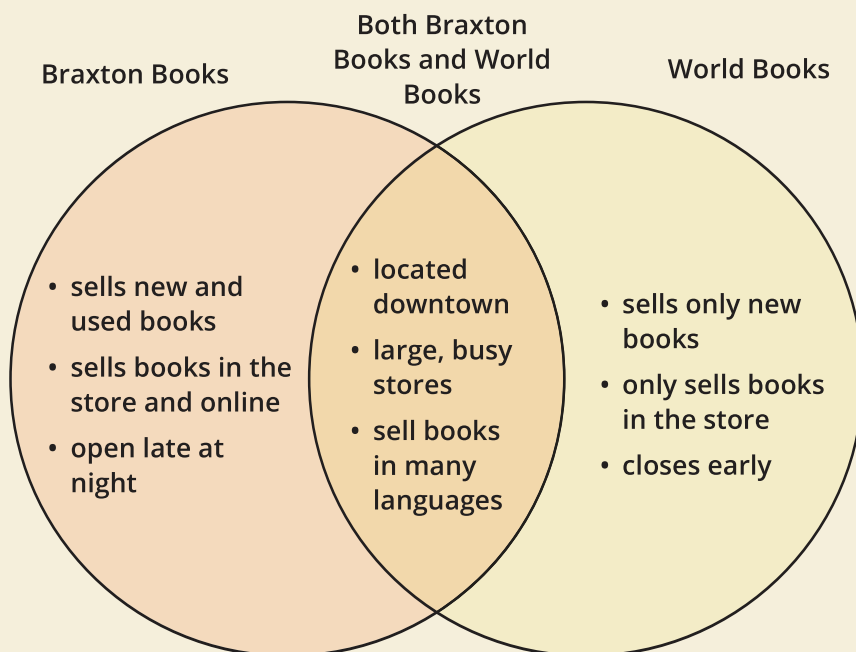 Both Braxton
Books and World
Books
Braxton Books
World Books
• sells new and
used books
• sells books in the
store and online
• open late at
night
• located
downtown
• large, busy
stores
• sell books
in many
languages
• sells only new
books
• only sells books
in the store
• closes early